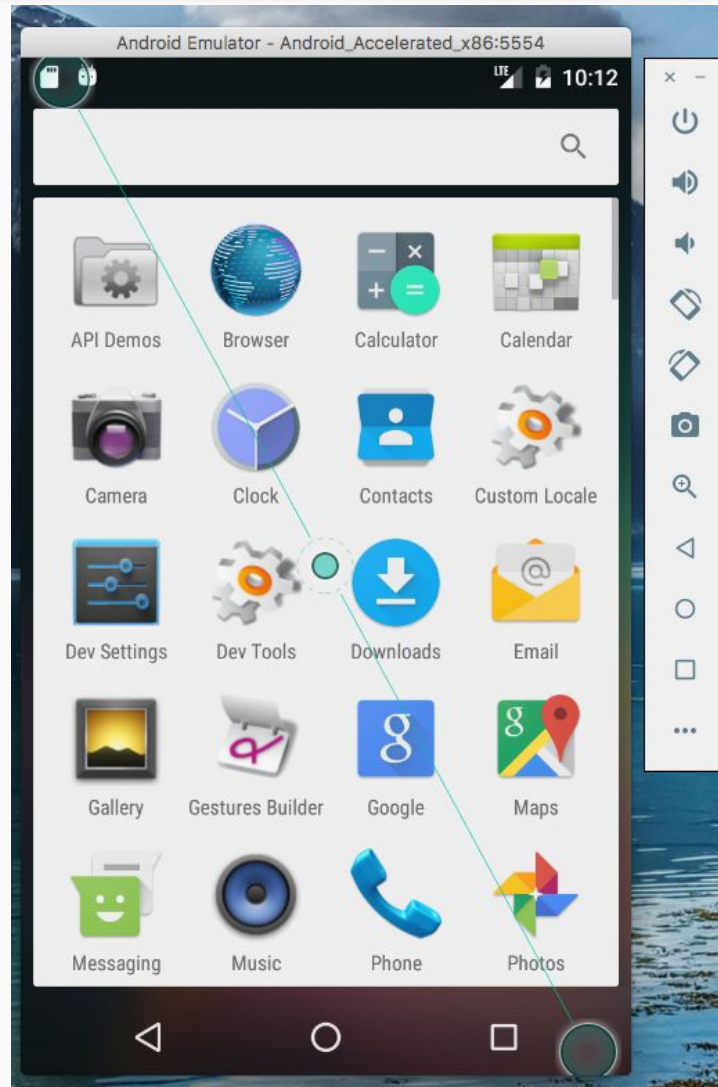 Android Emulator - Android_Accelerated_x86:5554
LTE 10:12
API Demos Browser Calculator Calendar
Camera Clock Contacts Custom Locale
Dev Settings Dev Tools Downloads Email
g g
Gallery Gestures Builder Google Maps
Messaging Music Phone Photos